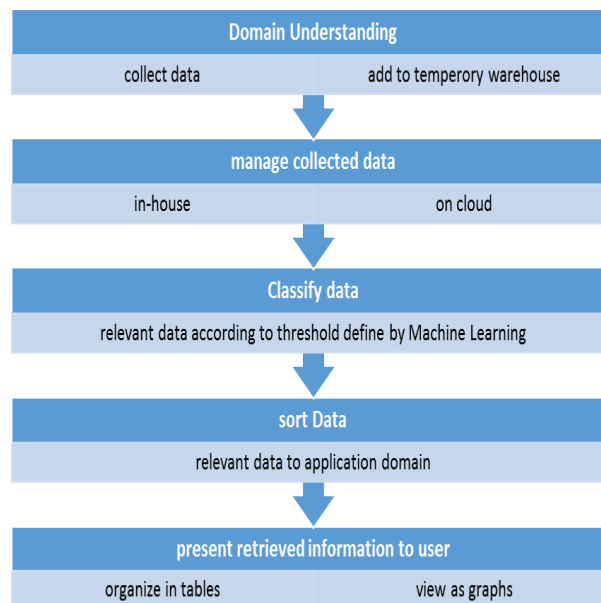 Domain Understanding
collect data
add to temperory warehouse
manage collected data
in-house
on cloud
Classify data
relevant data according to threshold define by Machine Learning
sort Data
relevant data to application domain
present retrieved information to user
organize in tables
view as graphs